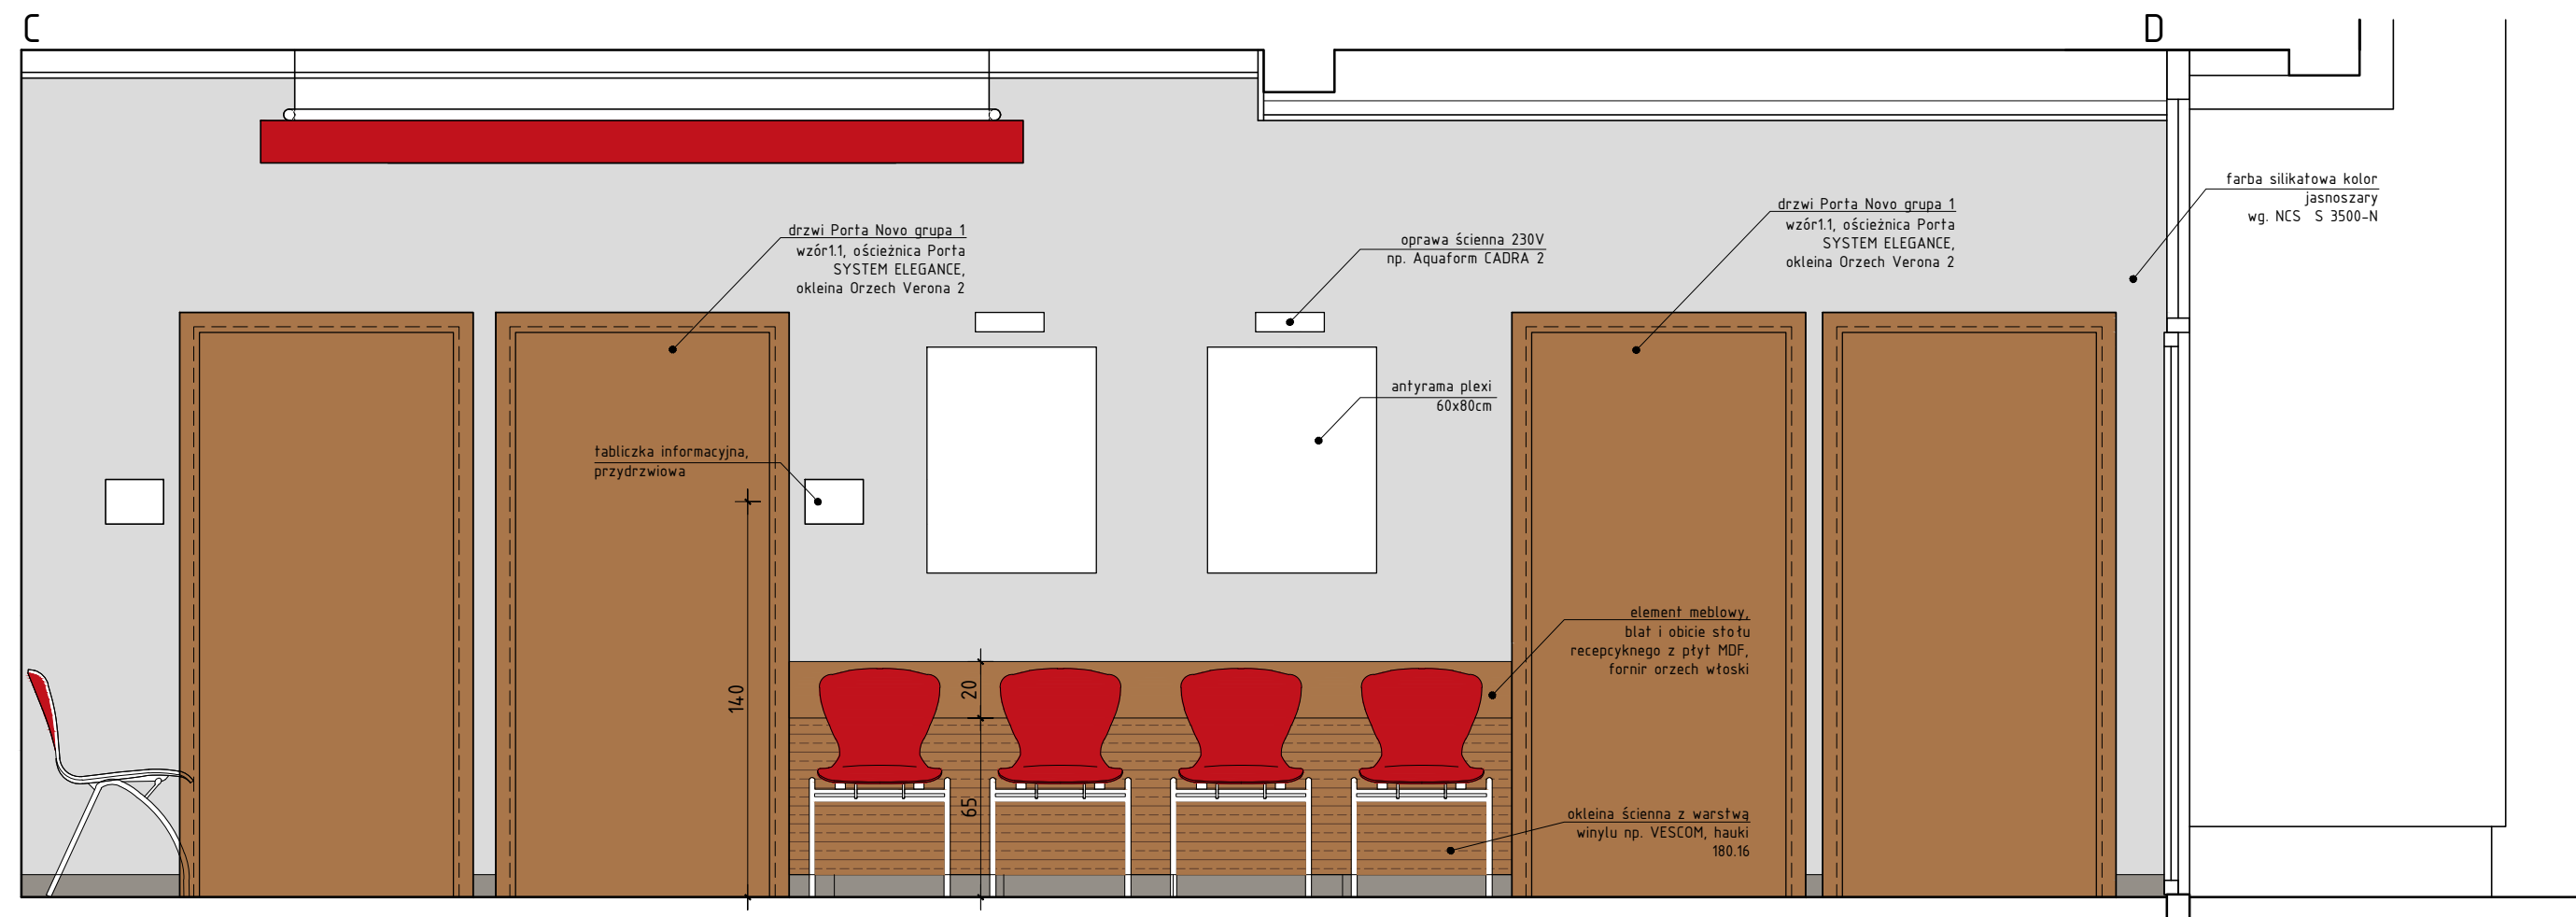 C
D
farba silikatowa kolor
jasnoszary
wg. NCS S 3500-N
drzwi Porta Novo grupa 1
wzór1.1, ościeżnica Porta
SYSTEM ELEGANCE,
okleina Orzech Verona 2
oprawa ścienna 230V
np. Aquaform CADRA 2
drzwi Porta Novo grupa 1
wzór1.1, ościeżnica Porta
SYSTEM ELEGANCE,
okleina Orzech Verona 2
antyrama plexi
60x80cm
tabliczka informacyjna,
przydrzwiowa
element meblowy,
blat i obicie stołu
recepcyknego z płyt MDF,
fornir orzech włoski
140
20
65
okleina ścienna z warstwą
winylu np. VESCOM, hauki
180.16